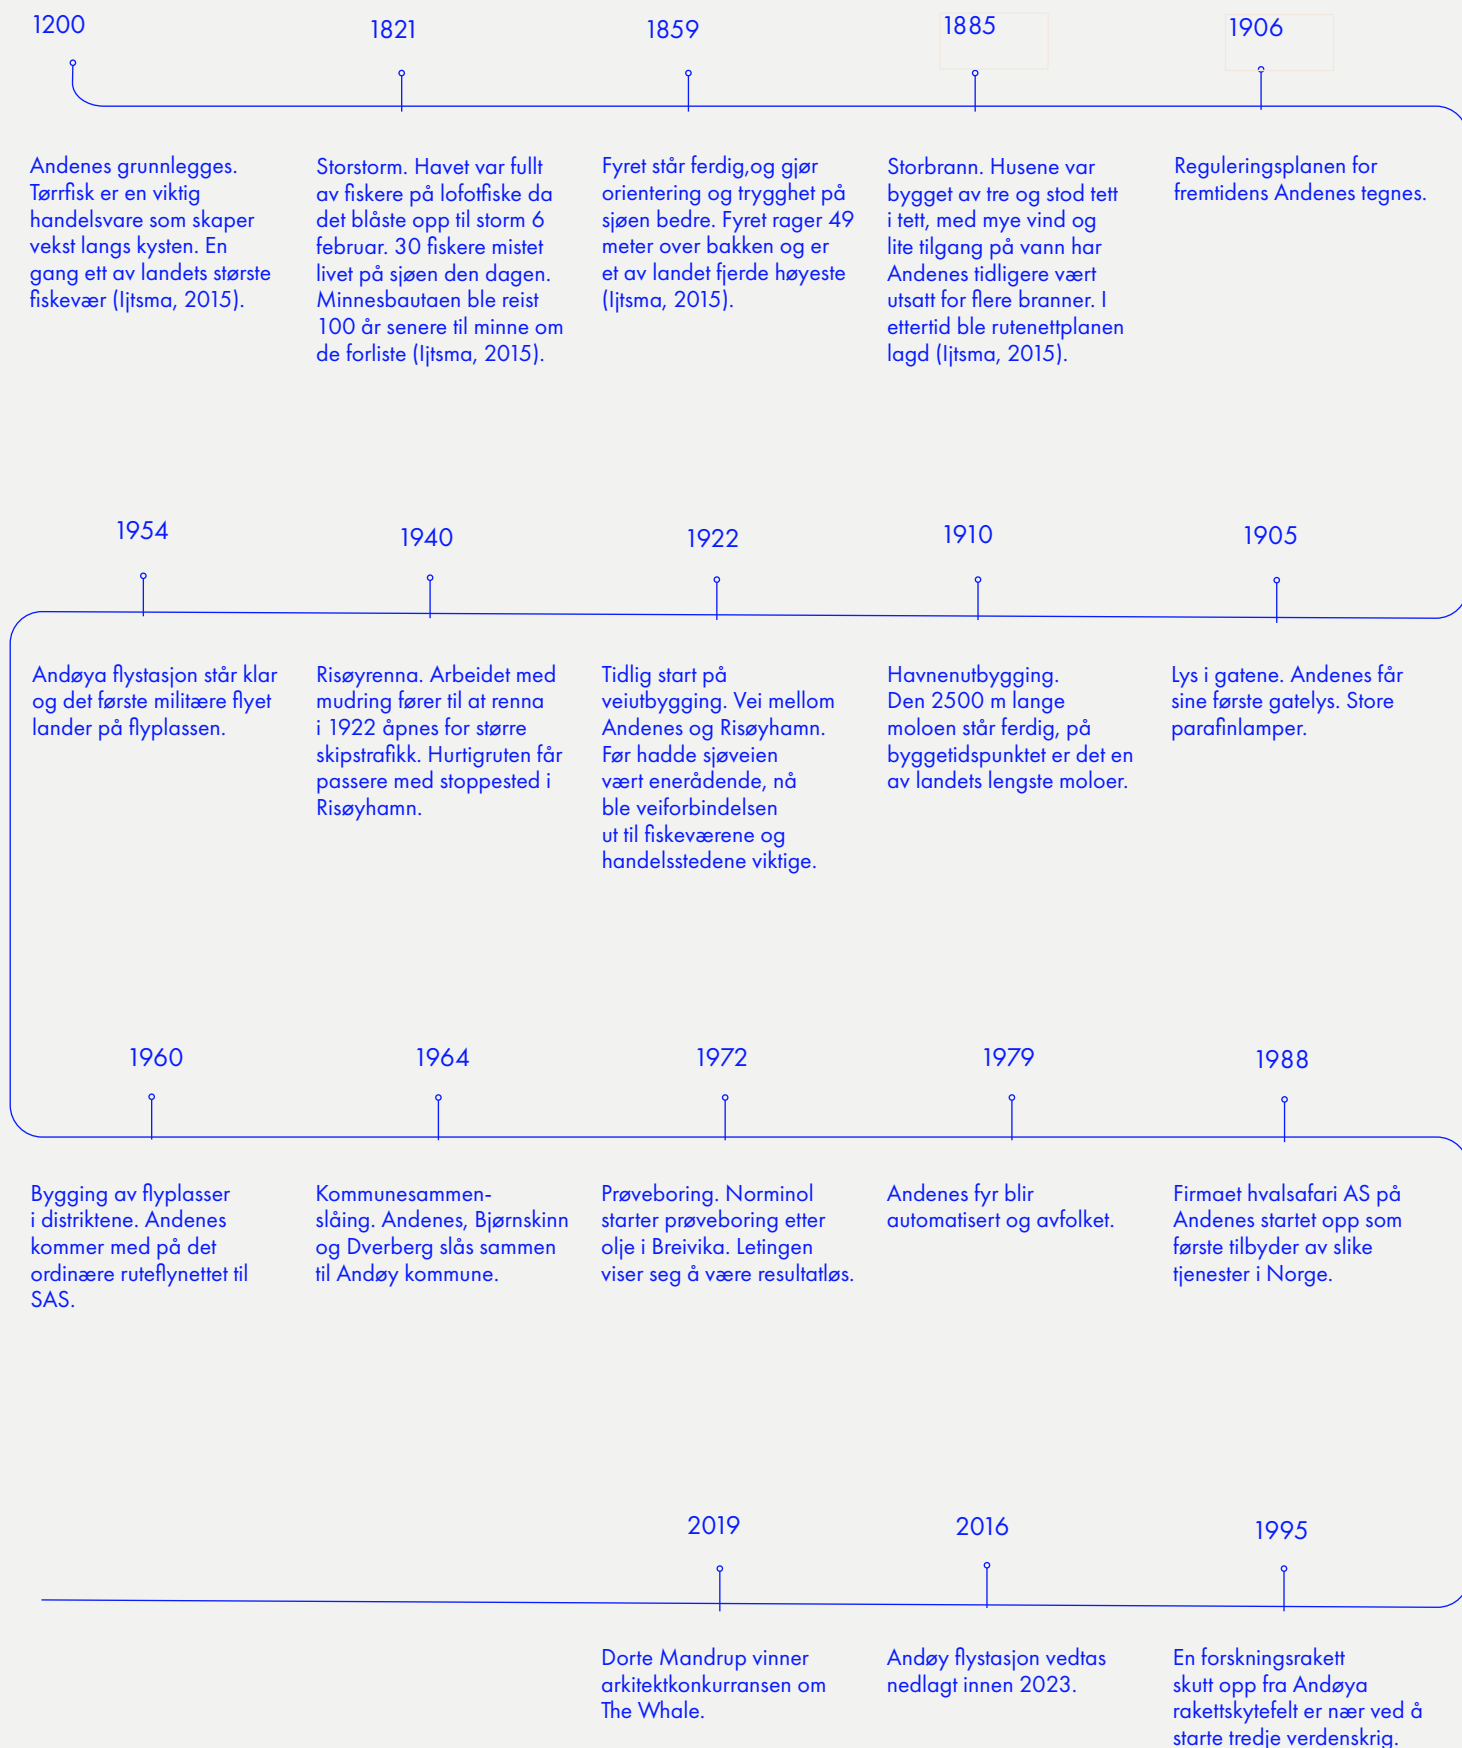 1200
Andenes grunnlegges.
Tørrfisk er en viktig
handelsvare som skaper
vekst langs kysten. En
gang ett av landets største
fiskevær (Ijtsma, 2015).
1821
Storstorm. Havet var fullt
av fiskere på lofotfiske da
det blåste opp til storm 6
februar. 30 fiskere mistet
livet på sjøen den dagen.
Minnesbautaen ble reist
100 år senere til minne om
de forliste (Ijtsma, 2015).
1859
Fyret står ferdig,og gjør
orientering og trygghet på
sjøen bedre. Fyret rager 49
meter over bakken og er
et av landet fjerde høyeste
(Ijtsma, 2015).
1885
Storbrann. Husene var
bygget av tre og stod tett
i tett, med mye vind og
lite tilgang på vann har
Andenes tidligere vært
utsatt for flere branner. I
ettertid ble rutenettplanen
lagd (Ijtsma, 2015).
1906
Reguleringsplanen for
fremtidens Andenes tegnes.
1905
Lys i gatene. Andenes får
sine første gatelys. Store
parafinlamper.
1910
Havnenutbygging.
Den 2500 m lange
moloen står ferdig, på
byggetidspunktet er det en
av landets lengste moloer.
1922
Tidlig start på
veiutbygging. Vei mellom
Andenes og Risøyhamn.
Før hadde sjøveien
vært enerådende, nå
ble veiforbindelsen
ut til fiskeværene og
handelsstedene viktige.
1940
Risøyrenna. Arbeidet med
mudring fører til at renna
i 1922 åpnes for større
skipstrafikk. Hurtigruten får
passere med stoppested i
Risøyhamn.
1954
Andøya flystasjon står klar
og det første militære flyet
lander på flyplassen.
1960
Bygging av flyplasser
i distriktene. Andenes
kommer med på det
ordinære ruteflynettet til
SAS.
1964
Kommunesammen-
slåing. Andenes, Bjørnskinn
og Dverberg slås sammen
til Andøy kommune.
1972
Prøveboring. Norminol
starter prøveboring etter
olje i Breivika. Letingen
viser seg å være resultatløs.
1979
Andenes fyr blir
automatisert og avfolket.
1988
Firmaet hvalsafari AS på
Andenes startet opp som
første tilbyder av slike
tjenester i Norge.
1995
En forskningsrakett
skutt opp fra Andøya
rakettskytefelt er nær ved å
starte tredje verdenskrig.
2016
Andøy flystasjon vedtas
nedlagt innen 2023.
2019
Dorte Mandrup vinner
arkitektkonkurransen om
The Whale.